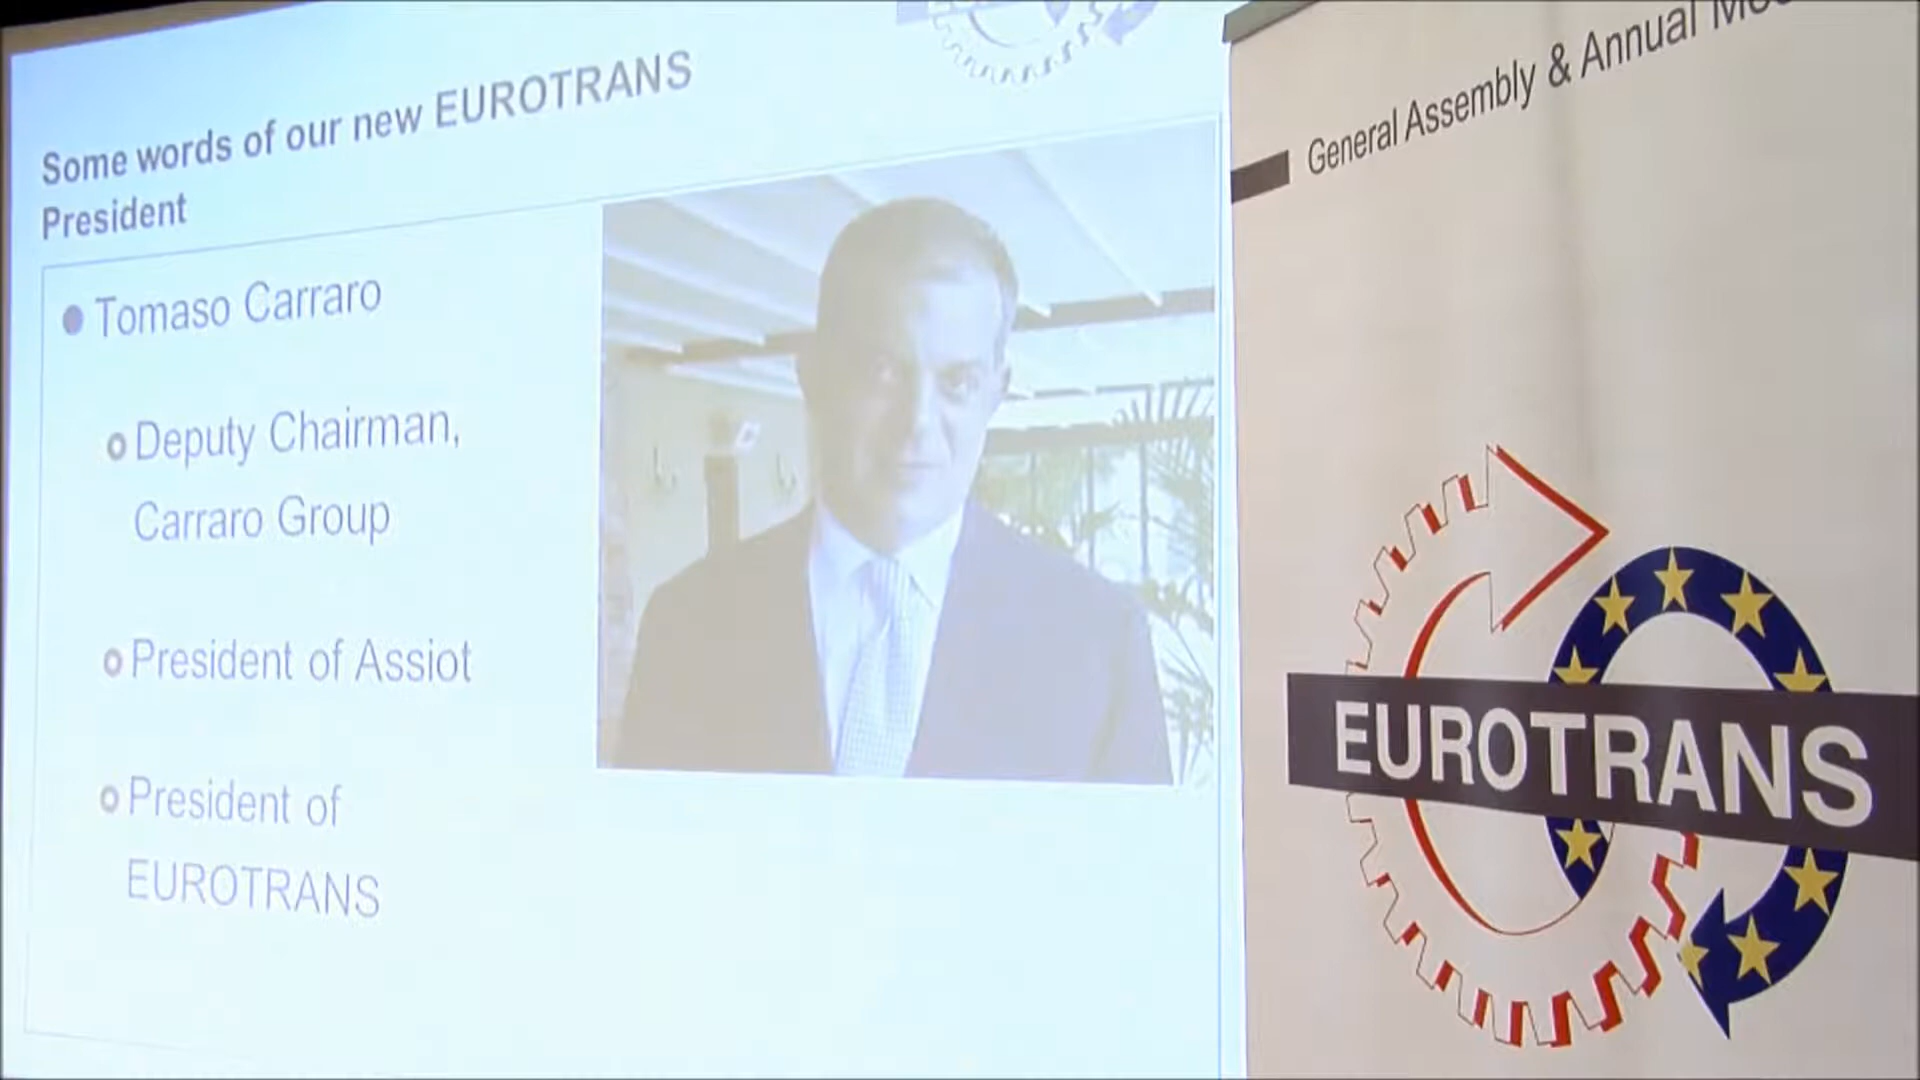 Some words of our new EUROTRANS
President
Tomaso Carraro
Deputy Chairman,
Carraro Group
President of Assiot
President of
EUROTRANS
General Assembly & Annual
EUROTRANS